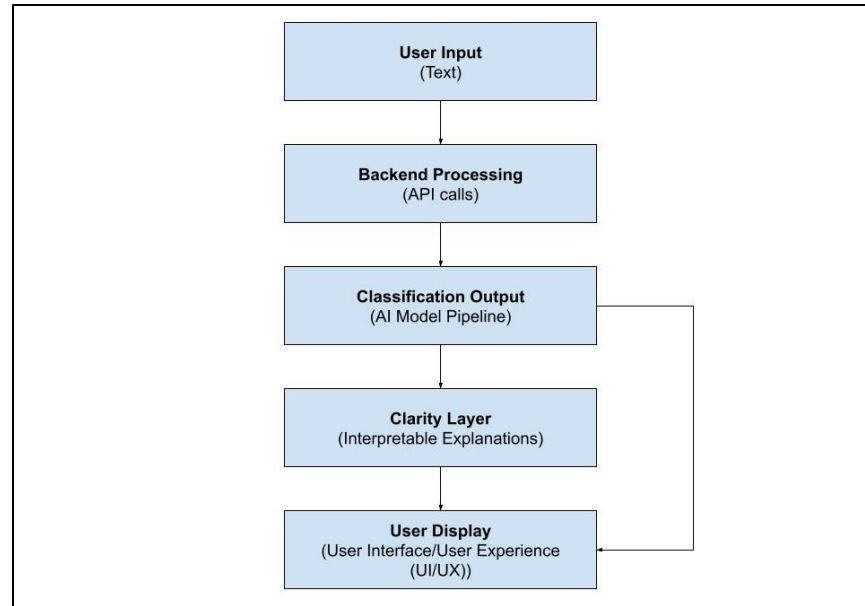 User Input
(Text)
Backend Processing
(API calls)
Classification Output
(AI Model Pipeline)
Clarity Layer
(Interpretable Explanations)
User Display
(User Interface/User Experience
(UI/UX))